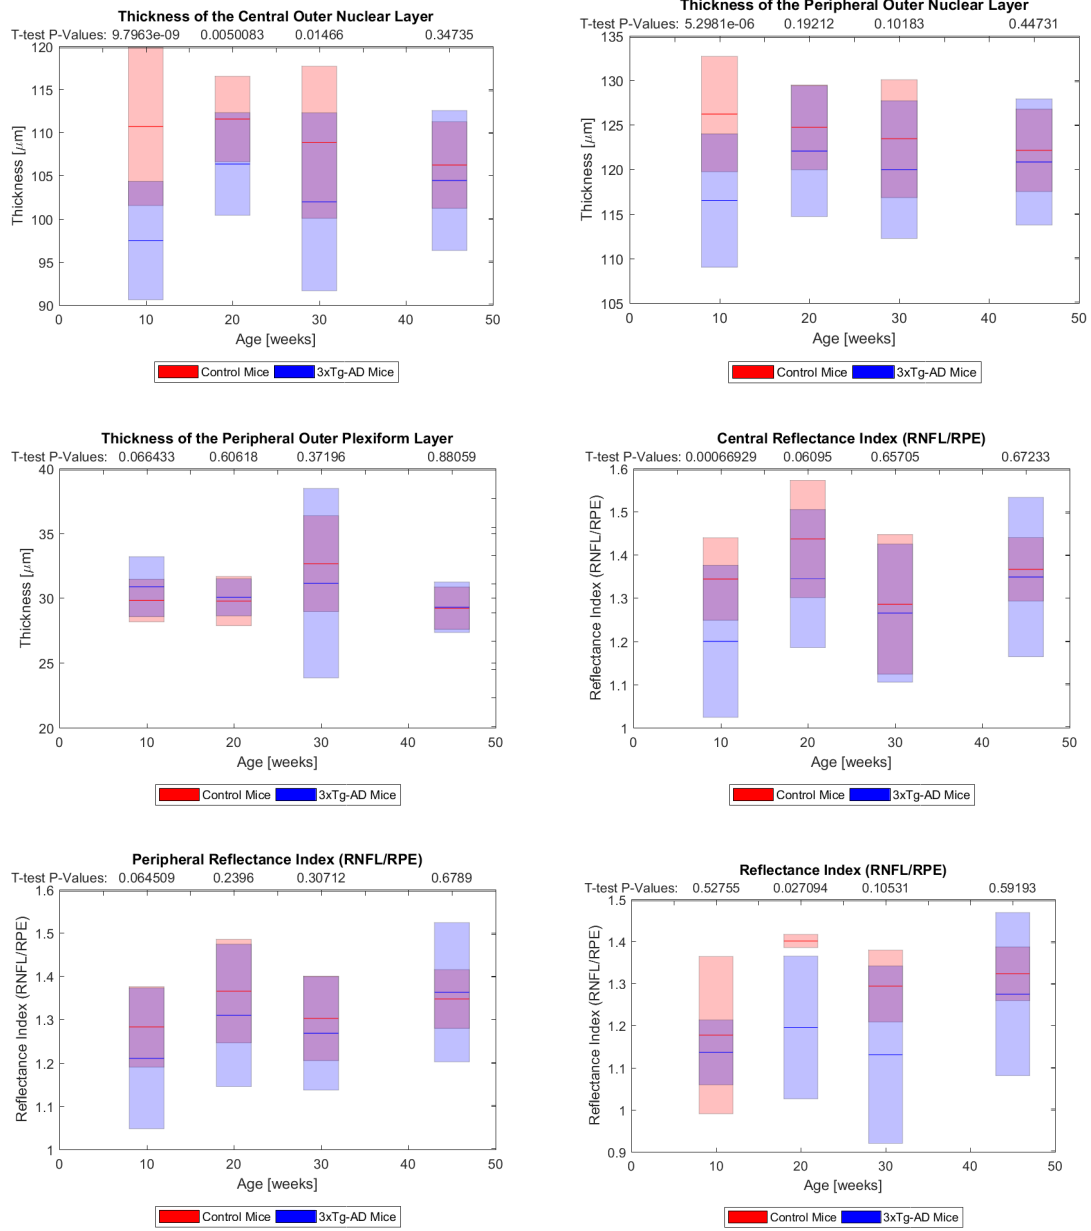 Thickness of the Central Outer Nuclear Layer
T-test P-Values: 9.7963e-09 0.0050083 0.01466 0.34735
120
115
110
105
100
95
90
Thickness [μm]
0 10 20 30 40 50
Age [weeks]
Control Mice 3xTg-AD Mice
Thickness of the Peripheral Outer Nuclear Layer
T-test P-Values: 5.2981e-06 0.19212 0.10183 0.44731
135
130
125
120
115
110
105
Thickness [μm]
0 10 20 30 40 50
Age [weeks]
Control Mice 3xTg-AD Mice
Thickness of the Peripheral Outer Plexiform Layer
T-test P-Values: 0.066433 0.60618 0.37196 0.88059
40
35
30
25
20
Thickness [μm]
0 10 20 30 40 50
Age [weeks]
Control Mice 3xTg-AD Mice
Central Reflectance Index (RNFL/RPE)
T-test P-Values: 0.00066929 0.06095 0.65705 0.67233
1.6
1.5
1.4
1.3
1.2
1.1
1
Reflectance Index (RNFL/RPE)
0 10 20 30 40 50
Age [weeks]
Control Mice 3xTg-AD Mice
Peripheral Reflectance Index (RNFL/RPE)
T-test P-Values: 0.064509 0.2396 0.30712 0.6789
1.6
1.5
1.4
1.3
1.2
1.1
1
Reflectance Index (RNFL/RPE)
0 10 20 30 40 50
Age [weeks]
Control Mice 3xTg-AD Mice
Reflectance Index (RNFL/RPE)
T-test P-Values: 0.52755 0.027094 0.10531 0.59193
1.5
1.4
1.3
1.2
1.1
1
0.9
Reflectance Index (RNFL/RPE)
0 10 20 30 40 50
Age [weeks]
Control Mice 3xTg-AD Mice